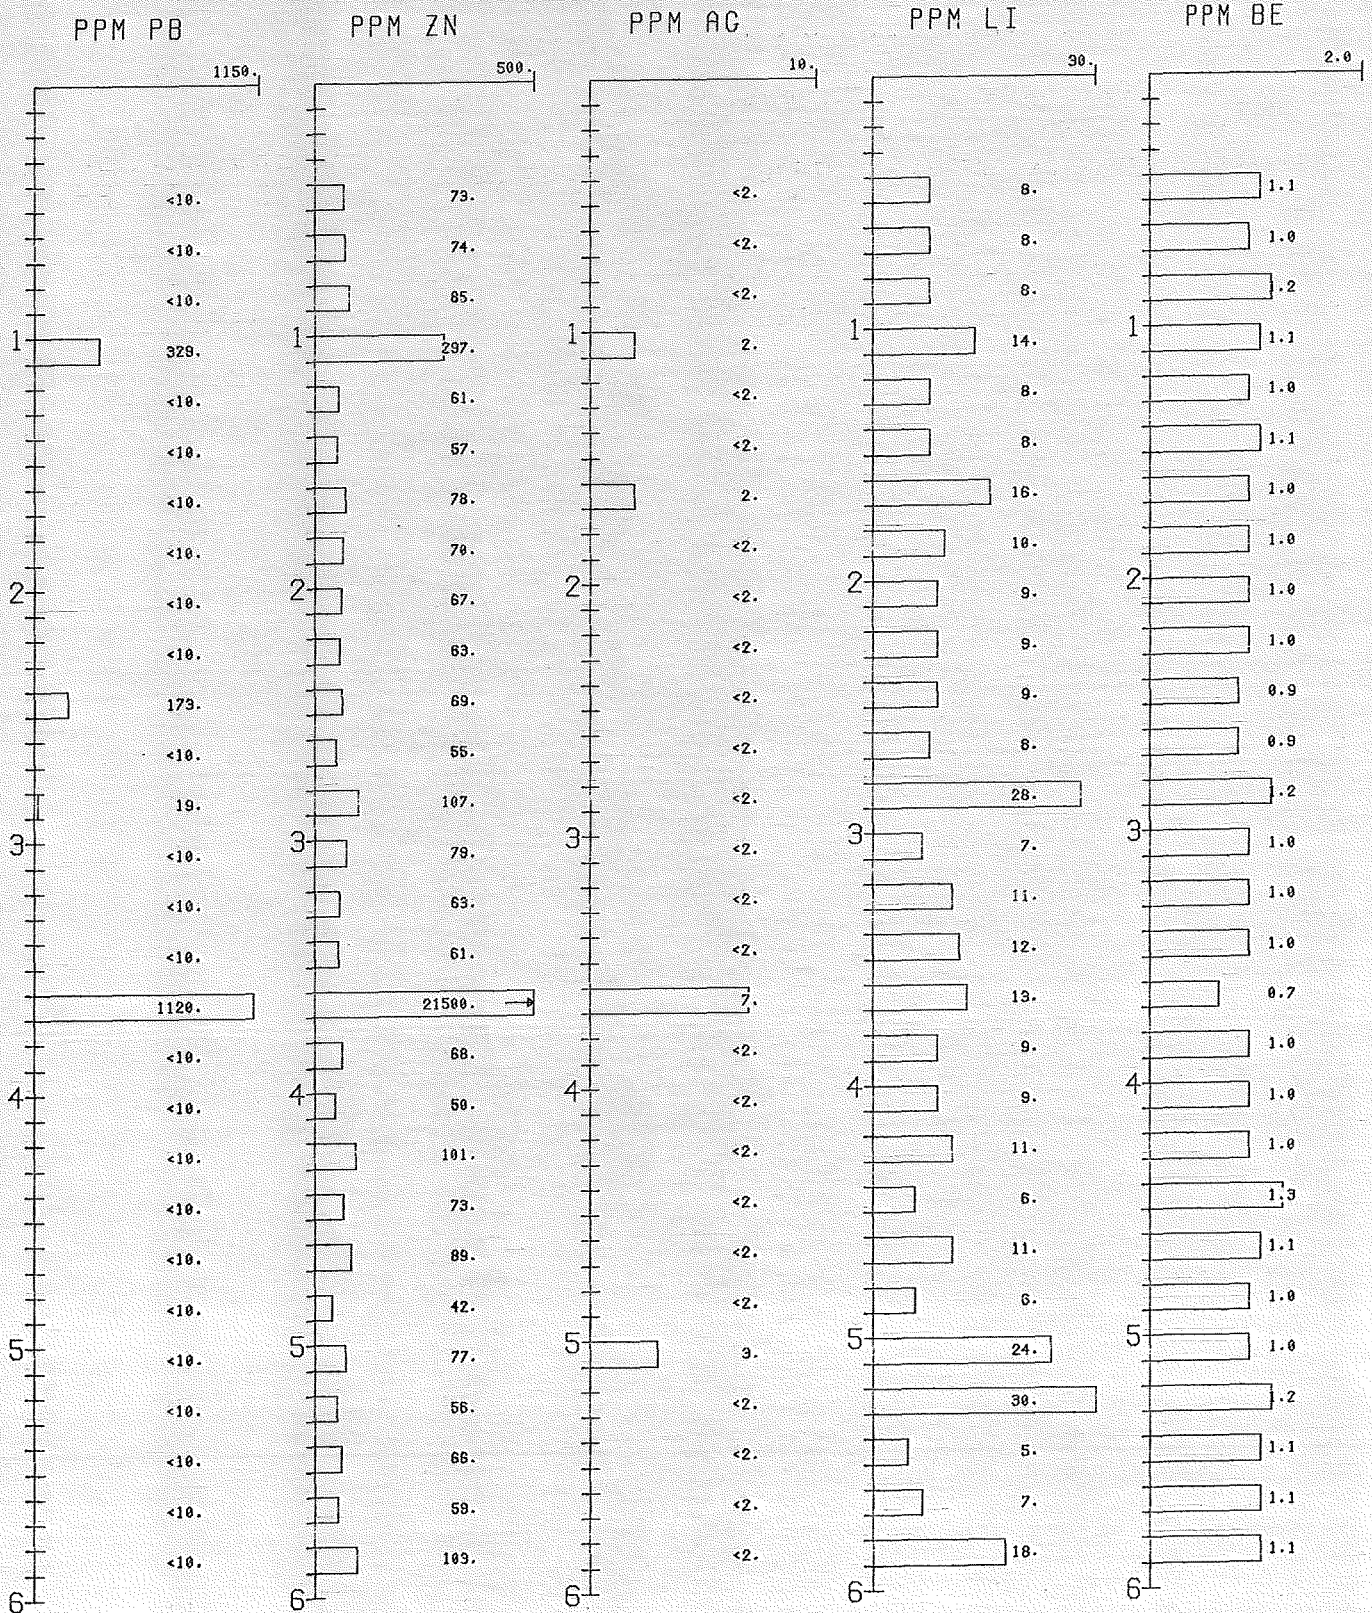 PPM PB PPM ZN PPM AG PPM LI PPM BE
1150. 500. 10. 30. 2.0
<10. 73. <2. 8. 1.1
<10. 74. <2. 8. 1.0
<10. 85. <2. 8. 1.2
1 329. 1 297. 1 2. 1 14. 1 1.1
<10. 61. <2. 8. 1.0
<10. 57. <2. 8. 1.1
<10. 78. 2. 16. 1.0
<10. 70. <2. 10. 1.0
2 <10. 2 67. 2 <2. 2 9. 2 1.0
<10. 63. <2. 9. 1.0
173. 69. <2. 9. 0.9
<10. 55. <2. 8. 0.9
19. 107. <2. 28. 1.2
3 <10. 3 79. 3 <2. 3 7. 3 1.0
<10. 63. <2. 11. 1.0
<10. 61. <2. 12. 1.0
1120. 21500. 7. 13. 0.7
<10. 68. <2. 9. 1.0
4 <10. 4 50. 4 <2. 4 9. 4 1.0
<10. 101. <2. 11. 1.0
<10. 73. <2. 6. 1.3
<10. 89. <2. 11. 1.1
<10. 42. <2. 6. 1.0
5 <10. 5 77. 5 3. 5 24. 5 1.0
<10. 56. <2. 30. 1.2
<10. 66. <2. 5. 1.1
<10. 59. <2. 7. 1.1
<10. 109. <2. 18. 1.1
6 6 6 6 6